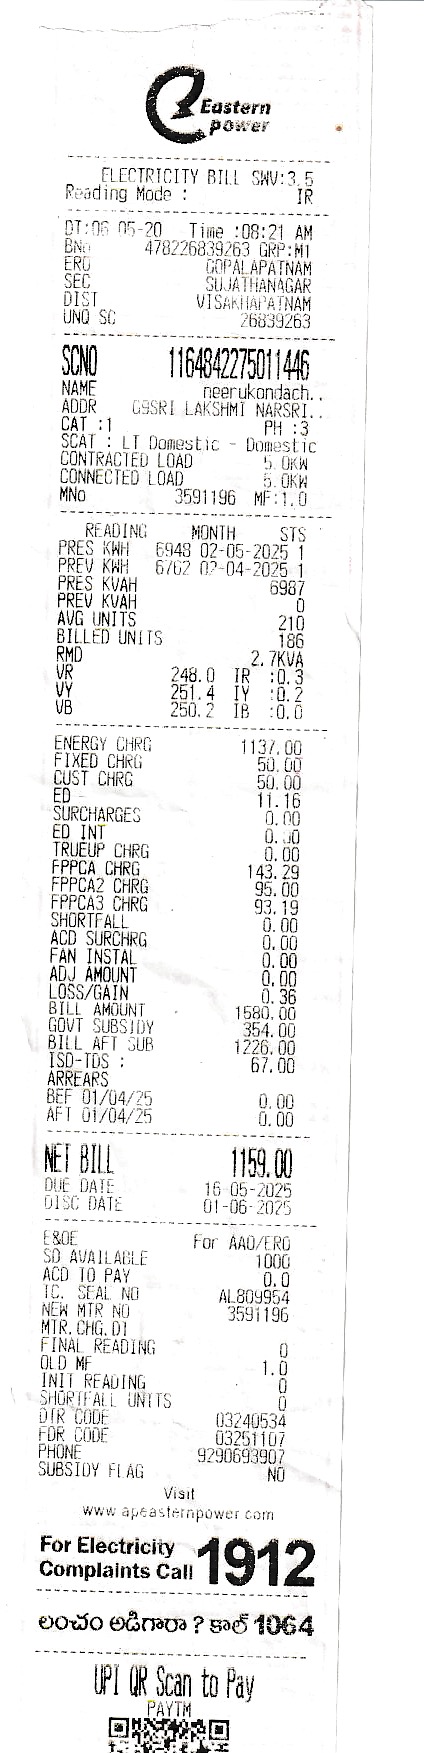 Eastern
power
ELECTRICITY BILL SWV:3.5
Reading Mode : IR
DT:06 05-20 Time :08:21 AM
BNo 478226839263 GRP:M1
ERO GOPALAPATNAM
SEC SUJATHANAGAR
DIST VISAKHAPATNAM
UNQ SC 26839263
SCNO 1164842275011446
NAME neerukondach..
ADDR G9SRI LAKSHMI NARSRI..
CAT :1 PH :3
SCAT : LT Domestic - Domestic
CONTRACTED LOAD 5.0KW
CONNECTED LOAD 5.0KW
MNo 3591196 MF:1.0
READING MONTH STS
PRES KWH 6948 02-05-2025 1
PREV KWH 6762 02-04-2025 1
PRES KVAH 6987
PREV KVAH 0
AVG UNITS 210
BILLED UNITS 186
RMD 2.7KVA
VR 248.0 IR :0.3
VY 251.4 IY :0.2
VB 250.2 IB :0.0
ENERGY CHRG 1137.00
FIXED CHRG 50.00
CUST CHRG 50.00
ED 11.16
SURCHARGES 0.00
ED INT 0.00
TRUEUP CHRG 0.00
FPPCA CHRG 143.29
FPPCA2 CHRG 95.00
FPPCA3 CHRG 93.19
SHORTFALL 0.00
ACD SURCHRG 0.00
FAN INSTAL 0.00
ADJ AMOUNT 0.00
LOSS/GAIN 0.36
BILL AMOUNT 1580.00
GOVT SUBSIDY 354.00
BILL AFT SUB 1226.00
ISD-TDS : 67.00
ARREARS
BEF 01/04/25 0.00
AFT 01/04/25 0.00
NET BILL 1159.00
DUE DATE 16-05-2025
DISC DATE 01-06-2025
E&OE For AAO/ERO
SD AVAILABLE 1000
ACD TO PAY 0.0
IC. SEAL NO AL809954
NEW MTR NO 3591196
MTR.CHG.DT
FINAL READING 0
OLD MF 1.0
INIT READING 0
SHORTFALL UNITS 0
DTR CODE 03240534
FDR CODE 03251107
PHONE 9290693907
SUBSIDY FLAG NO
Visit
www.apeasternpower.com
For Electricity
Complaints Call 1912
లంచం అడిగారా ? కాల్ 1064
UPI QR Scan to Pay
PAYTM